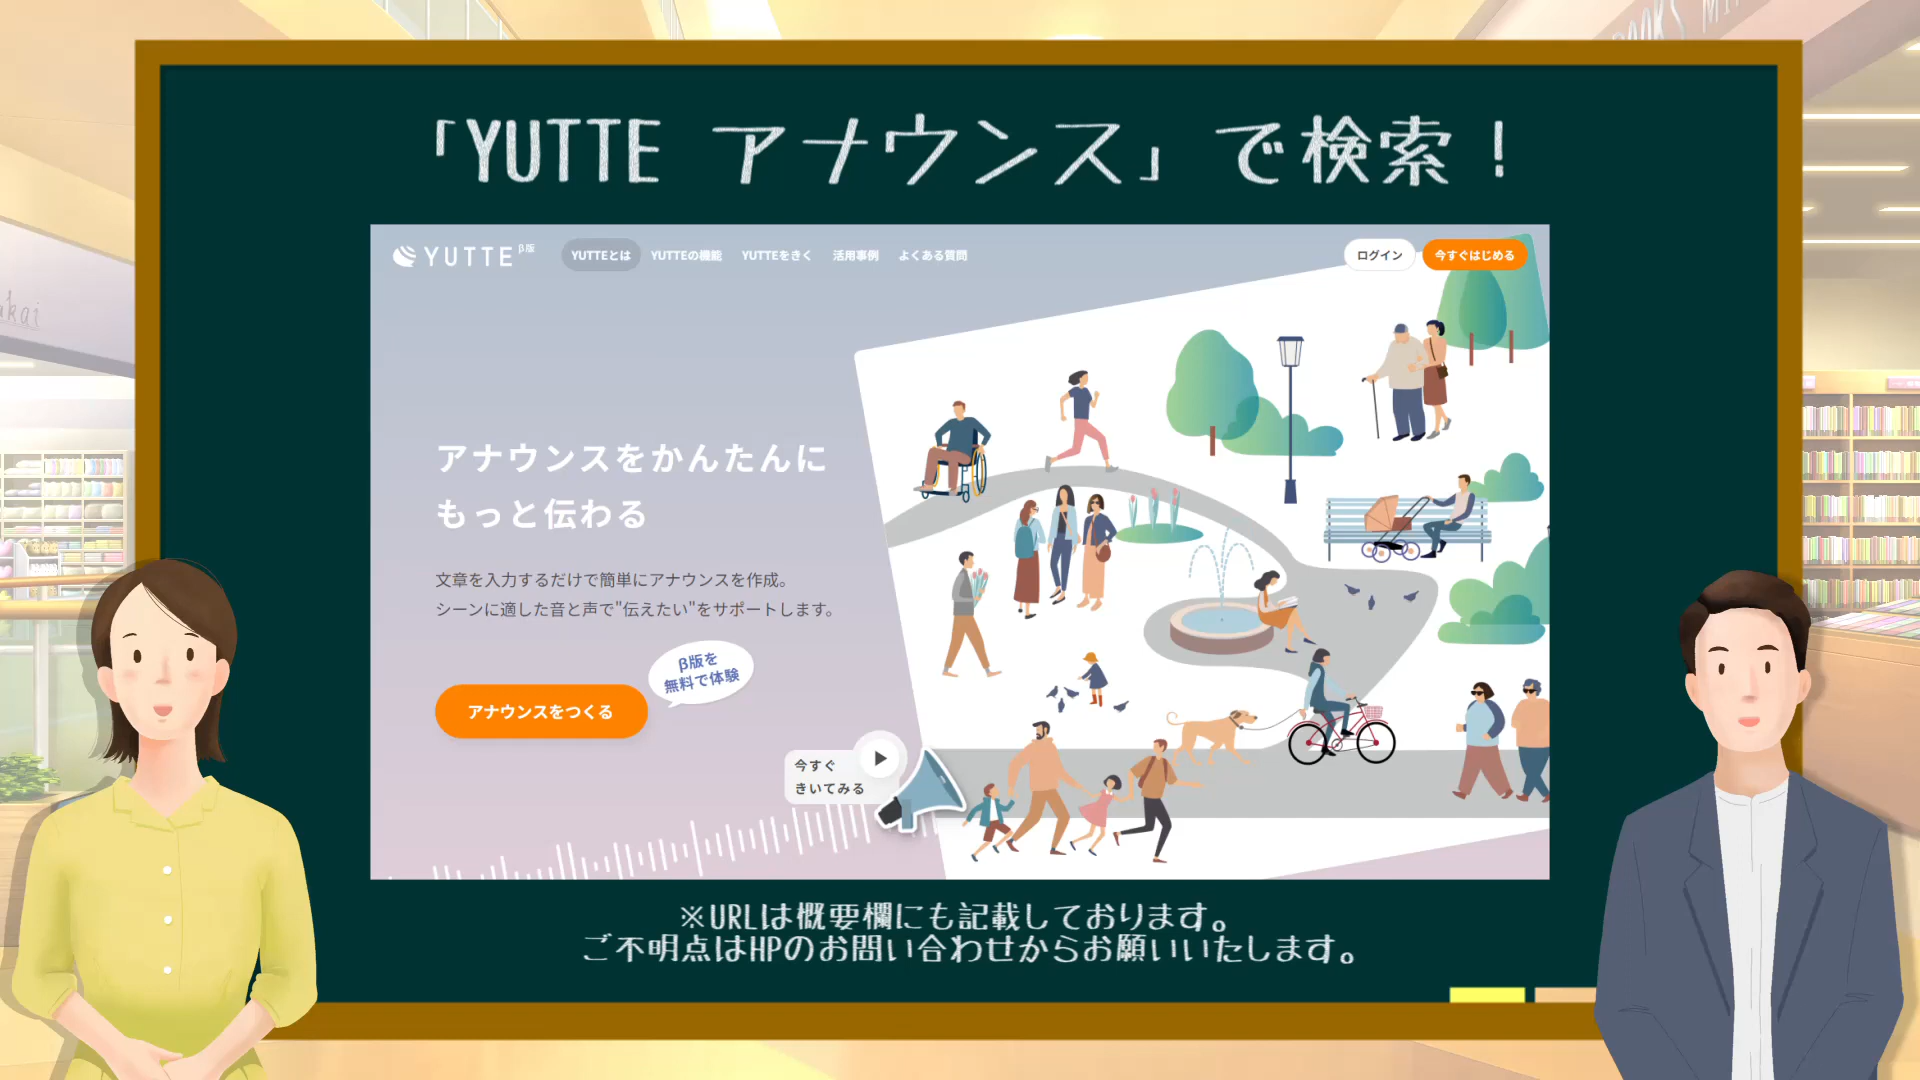 「YUTTE アナウンス」で検索！
YUTTE β版
YUTTEとは
YUTTEの機能
YUTTEをきく
活用事例
よくある質問
ログイン
今すぐはじめる
アナウンスをかんたんに
もっと伝わる
文章を入力するだけで簡単にアナウンスを作成。
シーンに適した音と声で"伝えたい"をサポートします。
β版を
無料で体験
アナウンスをつくる
今すぐ
きいてみる
※URLは概要欄にも記載しております。
ご不明点はHPのお問い合わせからお願いいたします。